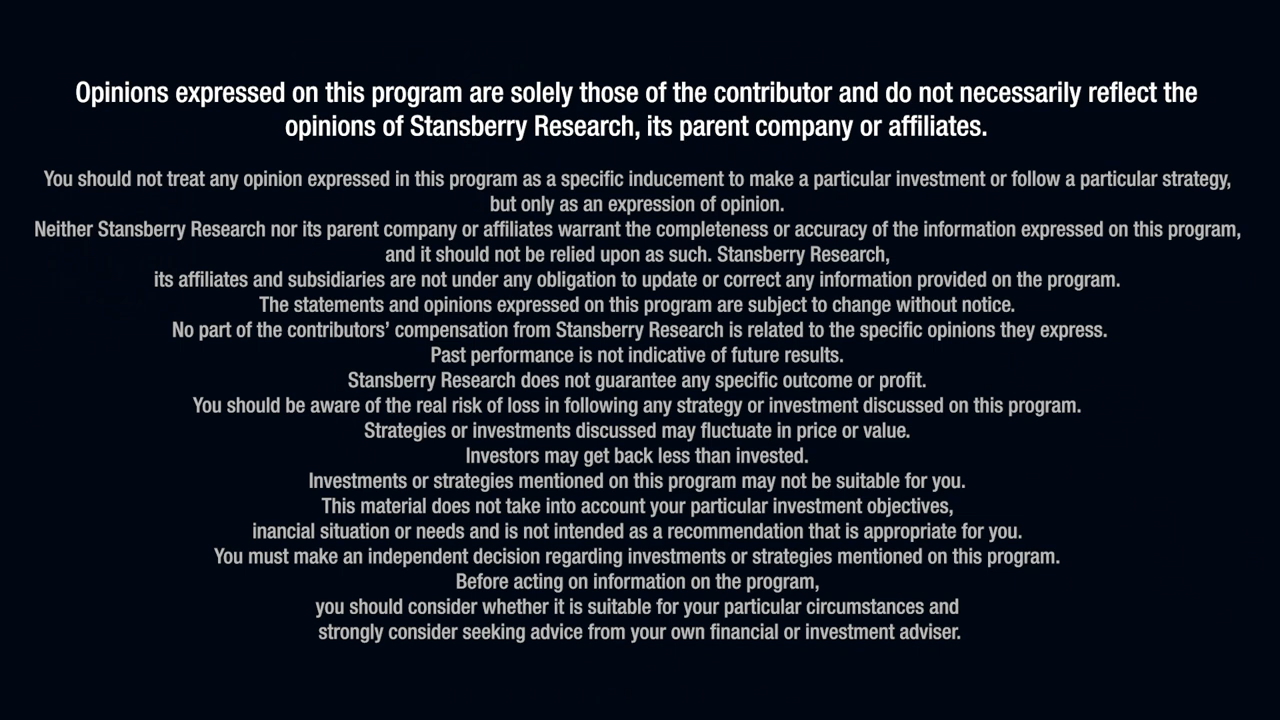 Opinions expressed on this program are solely those of the contributor and do not necessarily reflect the
opinions of Stansberry Research, its parent company or affiliates.
You should not treat any opinion expressed in this program as a specific inducement to make a particular investment or follow a particular strategy,
but only as an expression of opinion.
Neither Stansberry Research nor its parent company or affiliates warrant the completeness or accuracy of the information expressed on this program,
and it should not be relied upon as such. Stansberry Research,
its affiliates and subsidiaries are not under any obligation to update or correct any information provided on the program.
The statements and opinions expressed on this program are subject to change without notice.
No part of the contributors’ compensation from Stansberry Research is related to the specific opinions they express.
Past performance is not indicative of future results.
Stansberry Research does not guarantee any specific outcome or profit.
You should be aware of the real risk of loss in following any strategy or investment discussed on this program.
Strategies or investments discussed may fluctuate in price or value.
Investors may get back less than invested.
Investments or strategies mentioned on this program may not be suitable for you.
This material does not take into account your particular investment objectives,
inancial situation or needs and is not intended as a recommendation that is appropriate for you.
You must make an independent decision regarding investments or strategies mentioned on this program.
Before acting on information on the program,
you should consider whether it is suitable for your particular circumstances and
strongly consider seeking advice from your own financial or investment adviser.